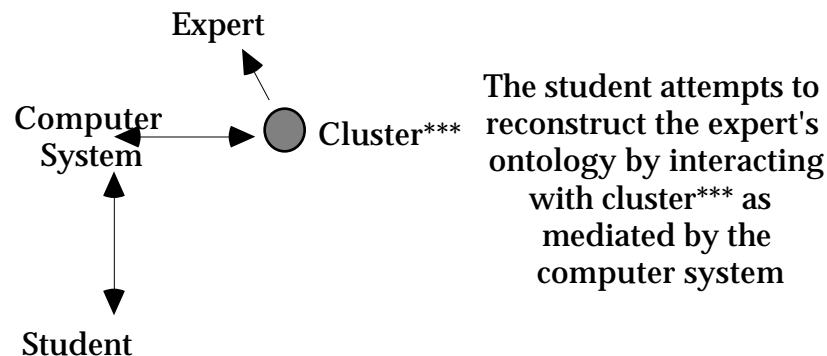 Expert
Computer
System
Cluster***
The student attempts to
reconstruct the expert's
ontology by interacting
with cluster*** as
mediated by the
computer system
Student